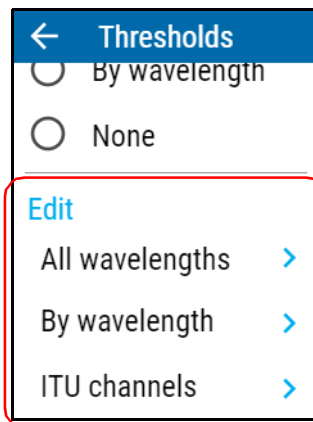 Thresholds
By wavelength
None
Edit
All wavelengths
By wavelength
ITU channels